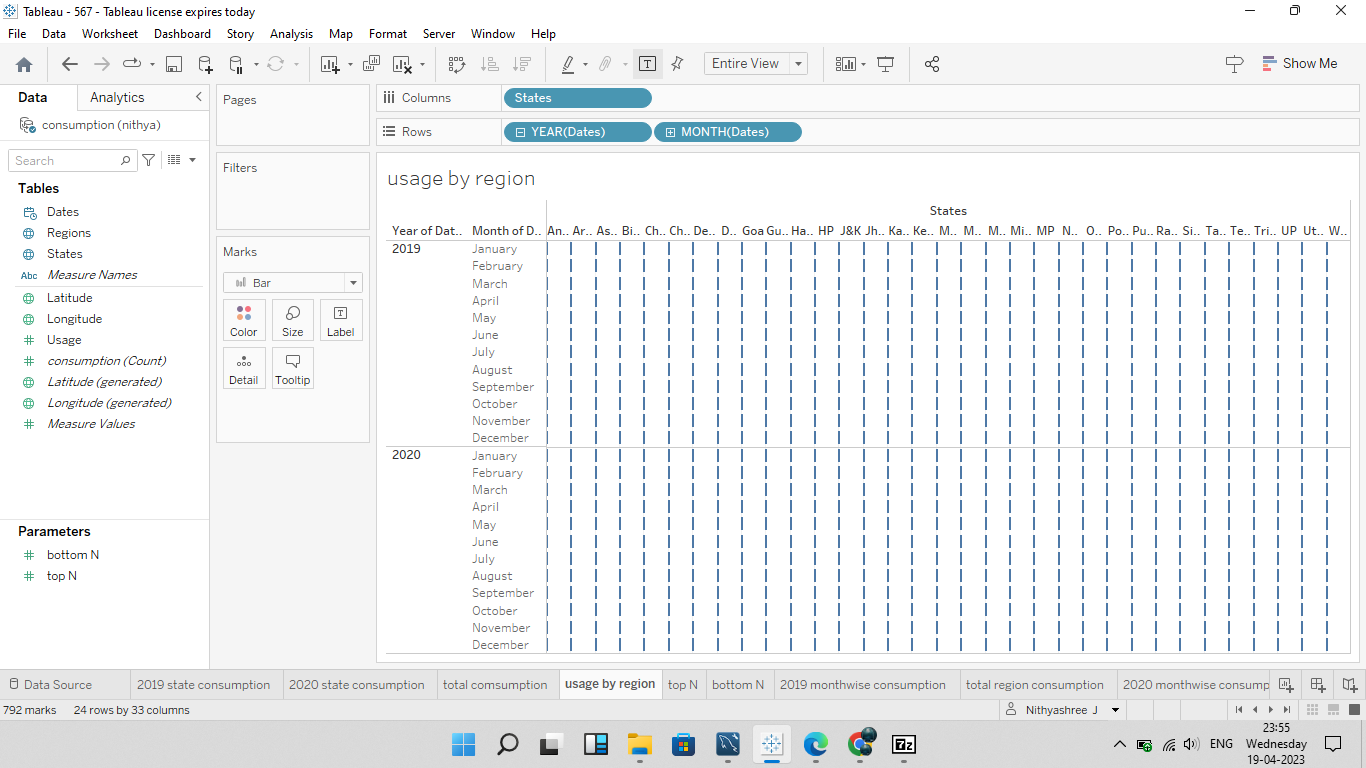 Tableau - 567 - Tableau license expires today
File Data Worksheet Dashboard Story Analysis Map Format Server Window Help
Entire View
Show Me
Data Analytics
consumption (nithya)
Search
Tables
Dates
Regions
States
Abc Measure Names
Latitude
Longitude
Usage
consumption (Count)
Latitude (generated)
Longitude (generated)
Measure Values
Parameters
bottom N
top N
Pages
Filters
Marks
Bar
Color Size Label
Detail Tooltip
Columns States
Rows YEAR(Dates) MONTH(Dates)
usage by region
States
Year of Dat.. Month of D.. An.. Ar.. As.. Bi.. Ch.. Ch.. De.. D.. Goa Gu.. Ha.. HP J&K Jh.. Ka.. Ke.. M.. M.. M.. Mi.. MP N.. O.. Po.. Pu.. Ra.. Si.. Ta.. Te.. Tri.. UP Ut.. W..
2019 January
February
March
April
May
June
July
August
September
October
November
December
2020 January
February
March
April
May
June
July
August
September
October
November
December
Data Source 2019 state consumption 2020 state consumption total comsumption usage by region top N bottom N 2019 monthwise consumption total region consumption 2020 monthwise consump
792 marks 24 rows by 33 columns Nithyashree J
7z
ENG
23:55
Wednesday
19-04-2023